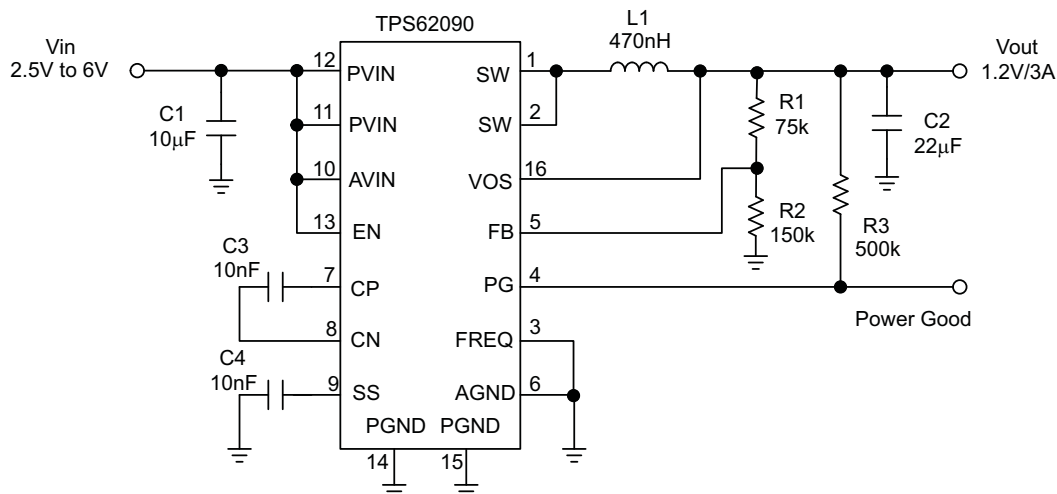 TPS62090
Vin
2.5V to 6V
C1
10μF
12
PVIN
11
PVIN
10
AVIN
13
EN
C3
10nF
7
CP
8
CN
C4
10nF
9
SS
PGND
PGND
14
15
SW
1
SW
2
VOS
16
FB
5
PG
4
FREQ
3
AGND
6
L1
470nH
R1
75k
R2
150k
R3
500k
C2
22μF
Vout
1.2V/3A
Power Good